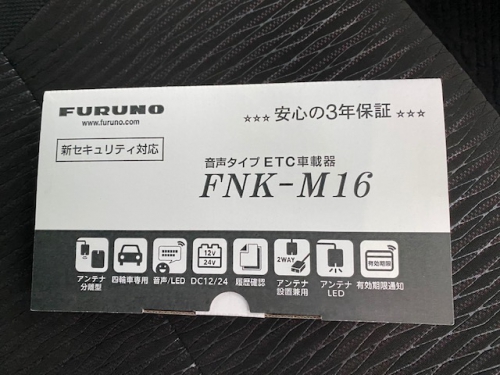 FURUNO
www.furuno.com
☆☆☆ 安心の3年保証 ☆☆☆
新セキュリティ対応
音声タイプ ETC車載器
FNK-M16
12v
24v
2WAY
有効期限
アンテナ
分離型
四輪車専用
音声/LED
DC12/24
履歴確認
アンテナ
設置兼用
アンテナ
LED
有効期限通知